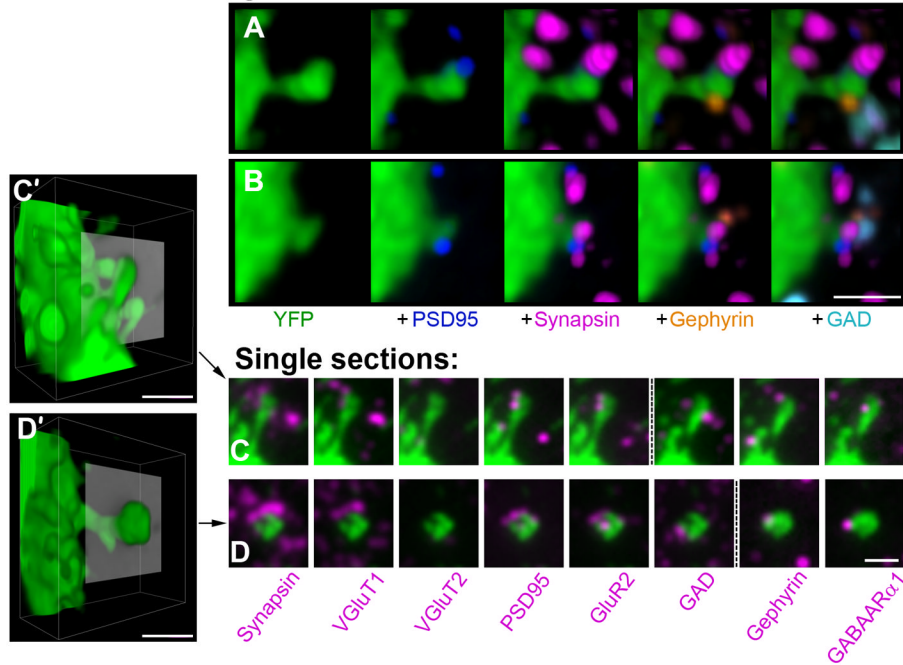 A
B
YFP +PSD95 +Synapsin +Gephyrin +GAD
C'
D'
Single sections:
C
D
Synapsin VGluT1 VGluT2 PSD95 GluR2 GAD Gephyrin GABAARα1